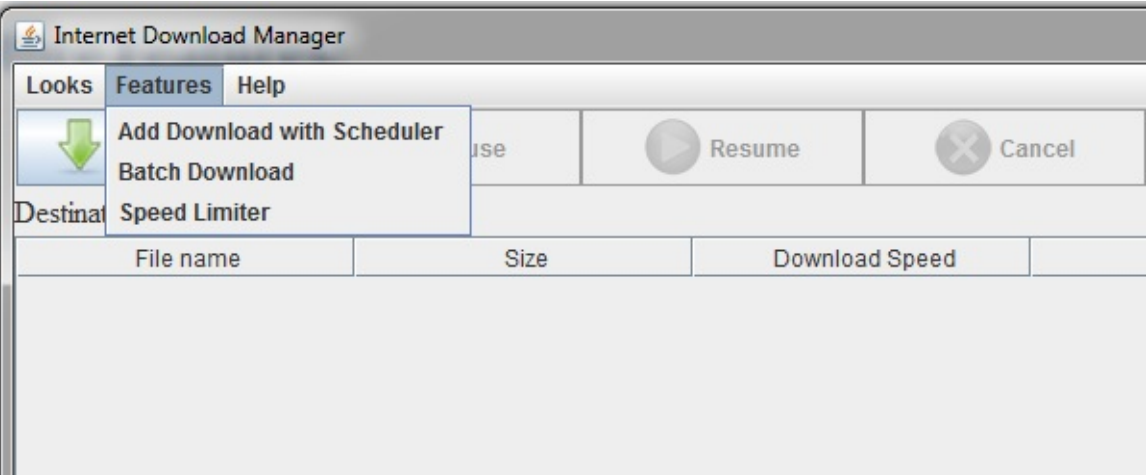 Internet Download Manager
Looks Features Help
Add Download with Scheduler
Batch Download
Speed Limiter
Resume
Cancel
File name Size Download Speed